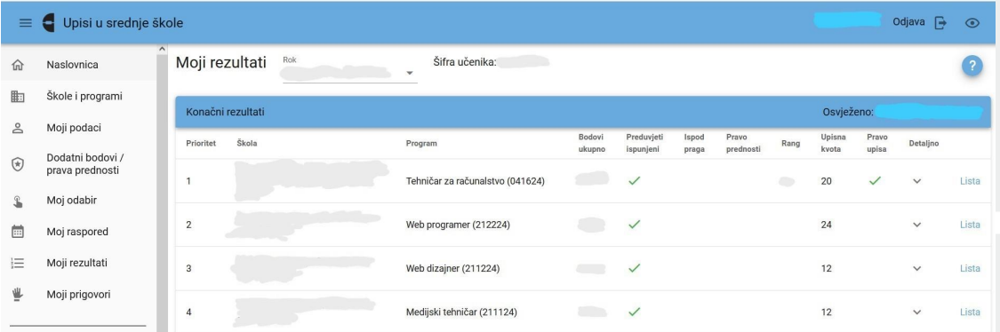 Upisi u srednje škole
Odjava
Naslovnica
Škole i programi
Moji podaci
Dodatni bodovi /
prava prednosti
Moj odabir
Moj raspored
Moji rezultati
Moji prigovori
Moji rezultati
Rok
Šifra učenika:
?
Konačni rezultati
Osvježeno:
Prioritet Škola Program Bodovi ukupno Preduvjeti ispunjeni Ispod praga Pravo prednosti Rang Upisna kvota Pravo upisa Detaljno
1 Tehničar za računalstvo (041624) 20 Lista
2 Web programer (212224) 24 Lista
3 Web dizajner (211224) 12 Lista
4 Medijski tehničar (211124) 12 Lista